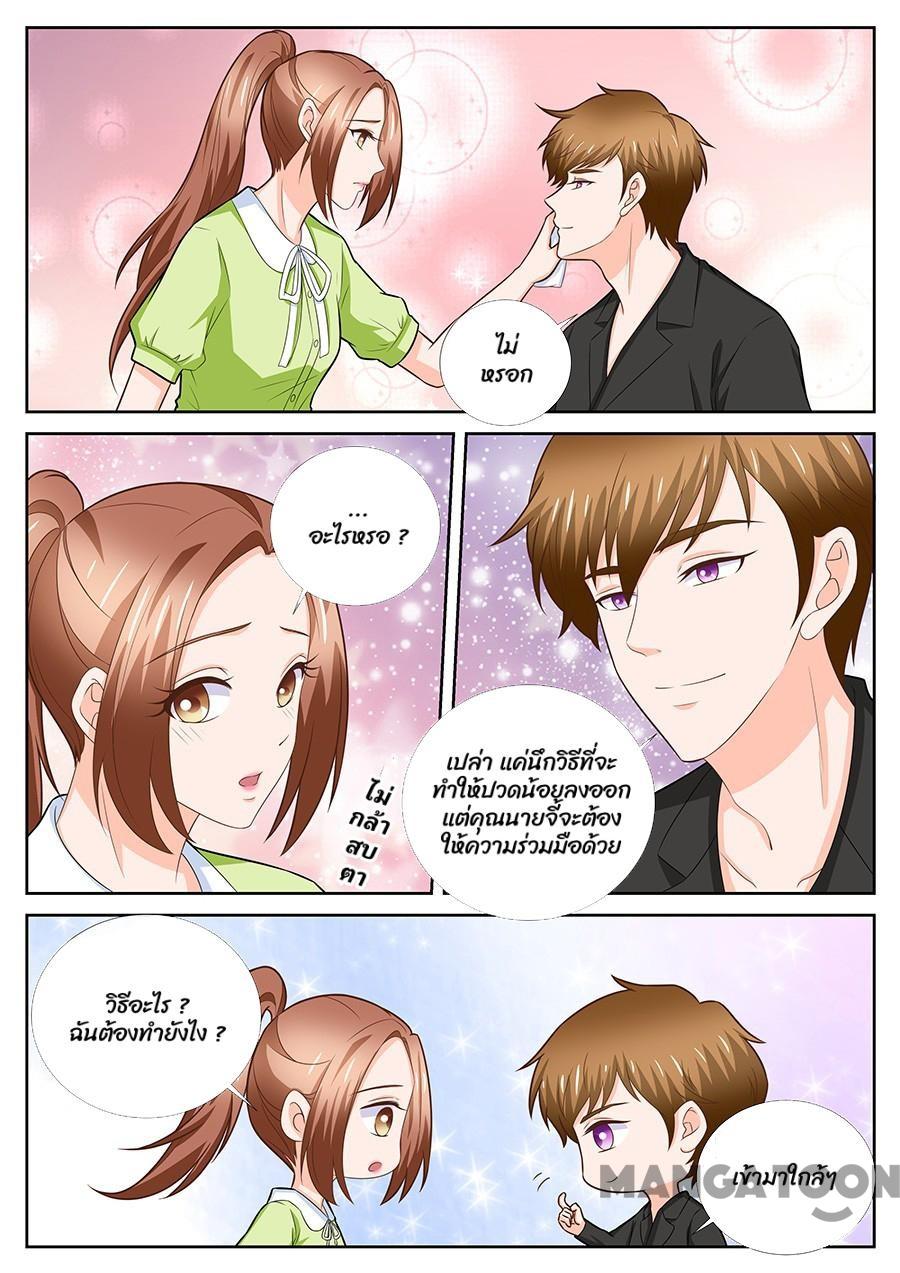 ไม่
หรอก
...
อะไรหรอ ?
ไม่
กล้า
สบ
ตา
เปล่า แค่นึกวิธีที่จะ
ทำให้ปวดน้อยลงออก
แต่คุณนายจี้จะต้อง
ให้ความร่วมมือด้วย
วิธีอะไร ?
ฉันต้องทำยังไง ?
เข้ามาใกล้ๆ
MANGATOON